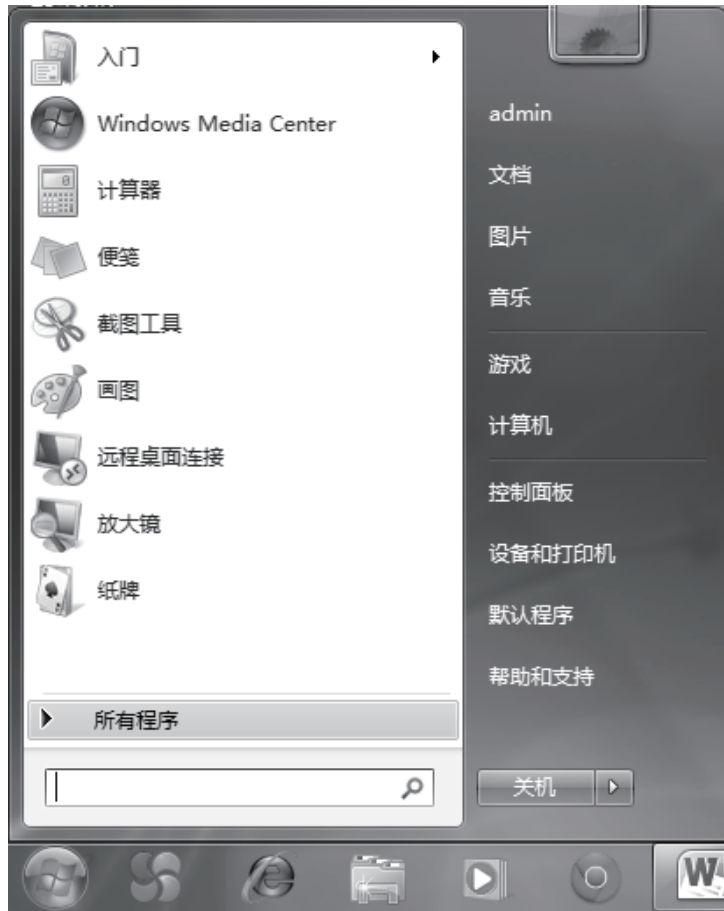 入门
Windows Media Center
计算器
便笺
截图工具
画图
远程桌面连接
放大镜
纸牌
所有程序
admin
文档
图片
音乐
游戏
计算机
控制面板
设备和打印机
默认程序
帮助和支持
关机
W